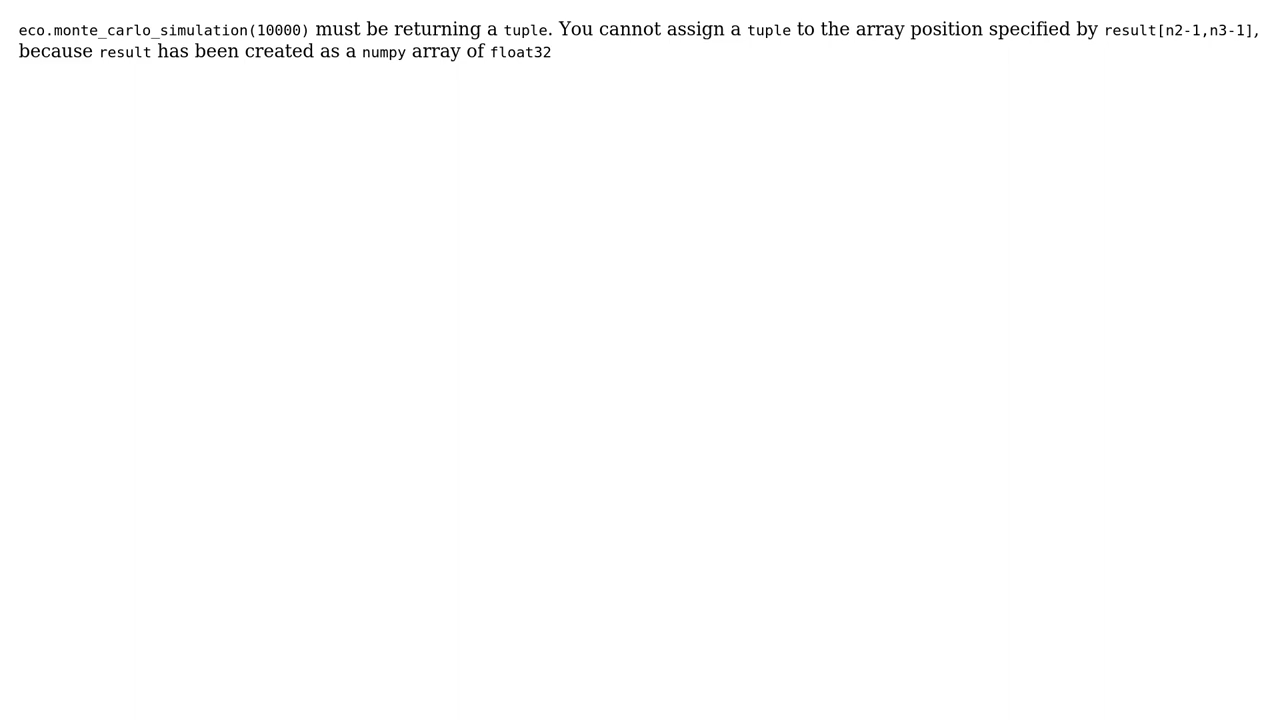 eco.monte_carlo_simulation(10000) must be returning a tuple. You cannot assign a tuple to the array position specified by result[n2-1,n3-1],
because result has been created as a numpy array of float32